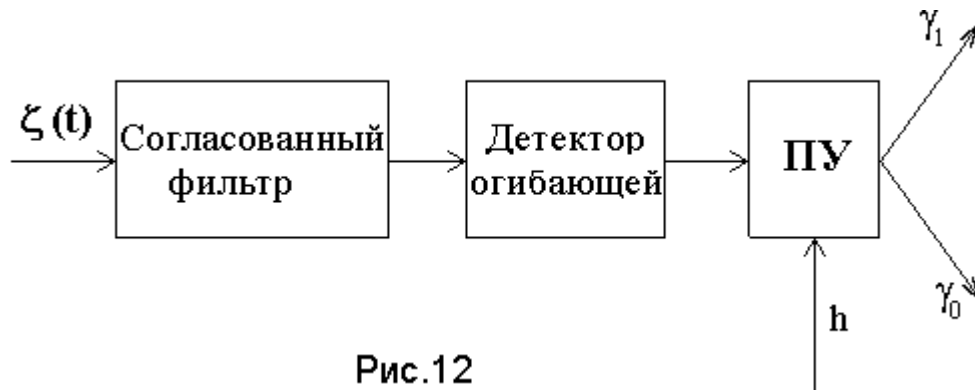 ζ (t)
Согласованный
фильтр
Детектор
огибающей
ПУ
γ₁
γ₀
h
Рис.12